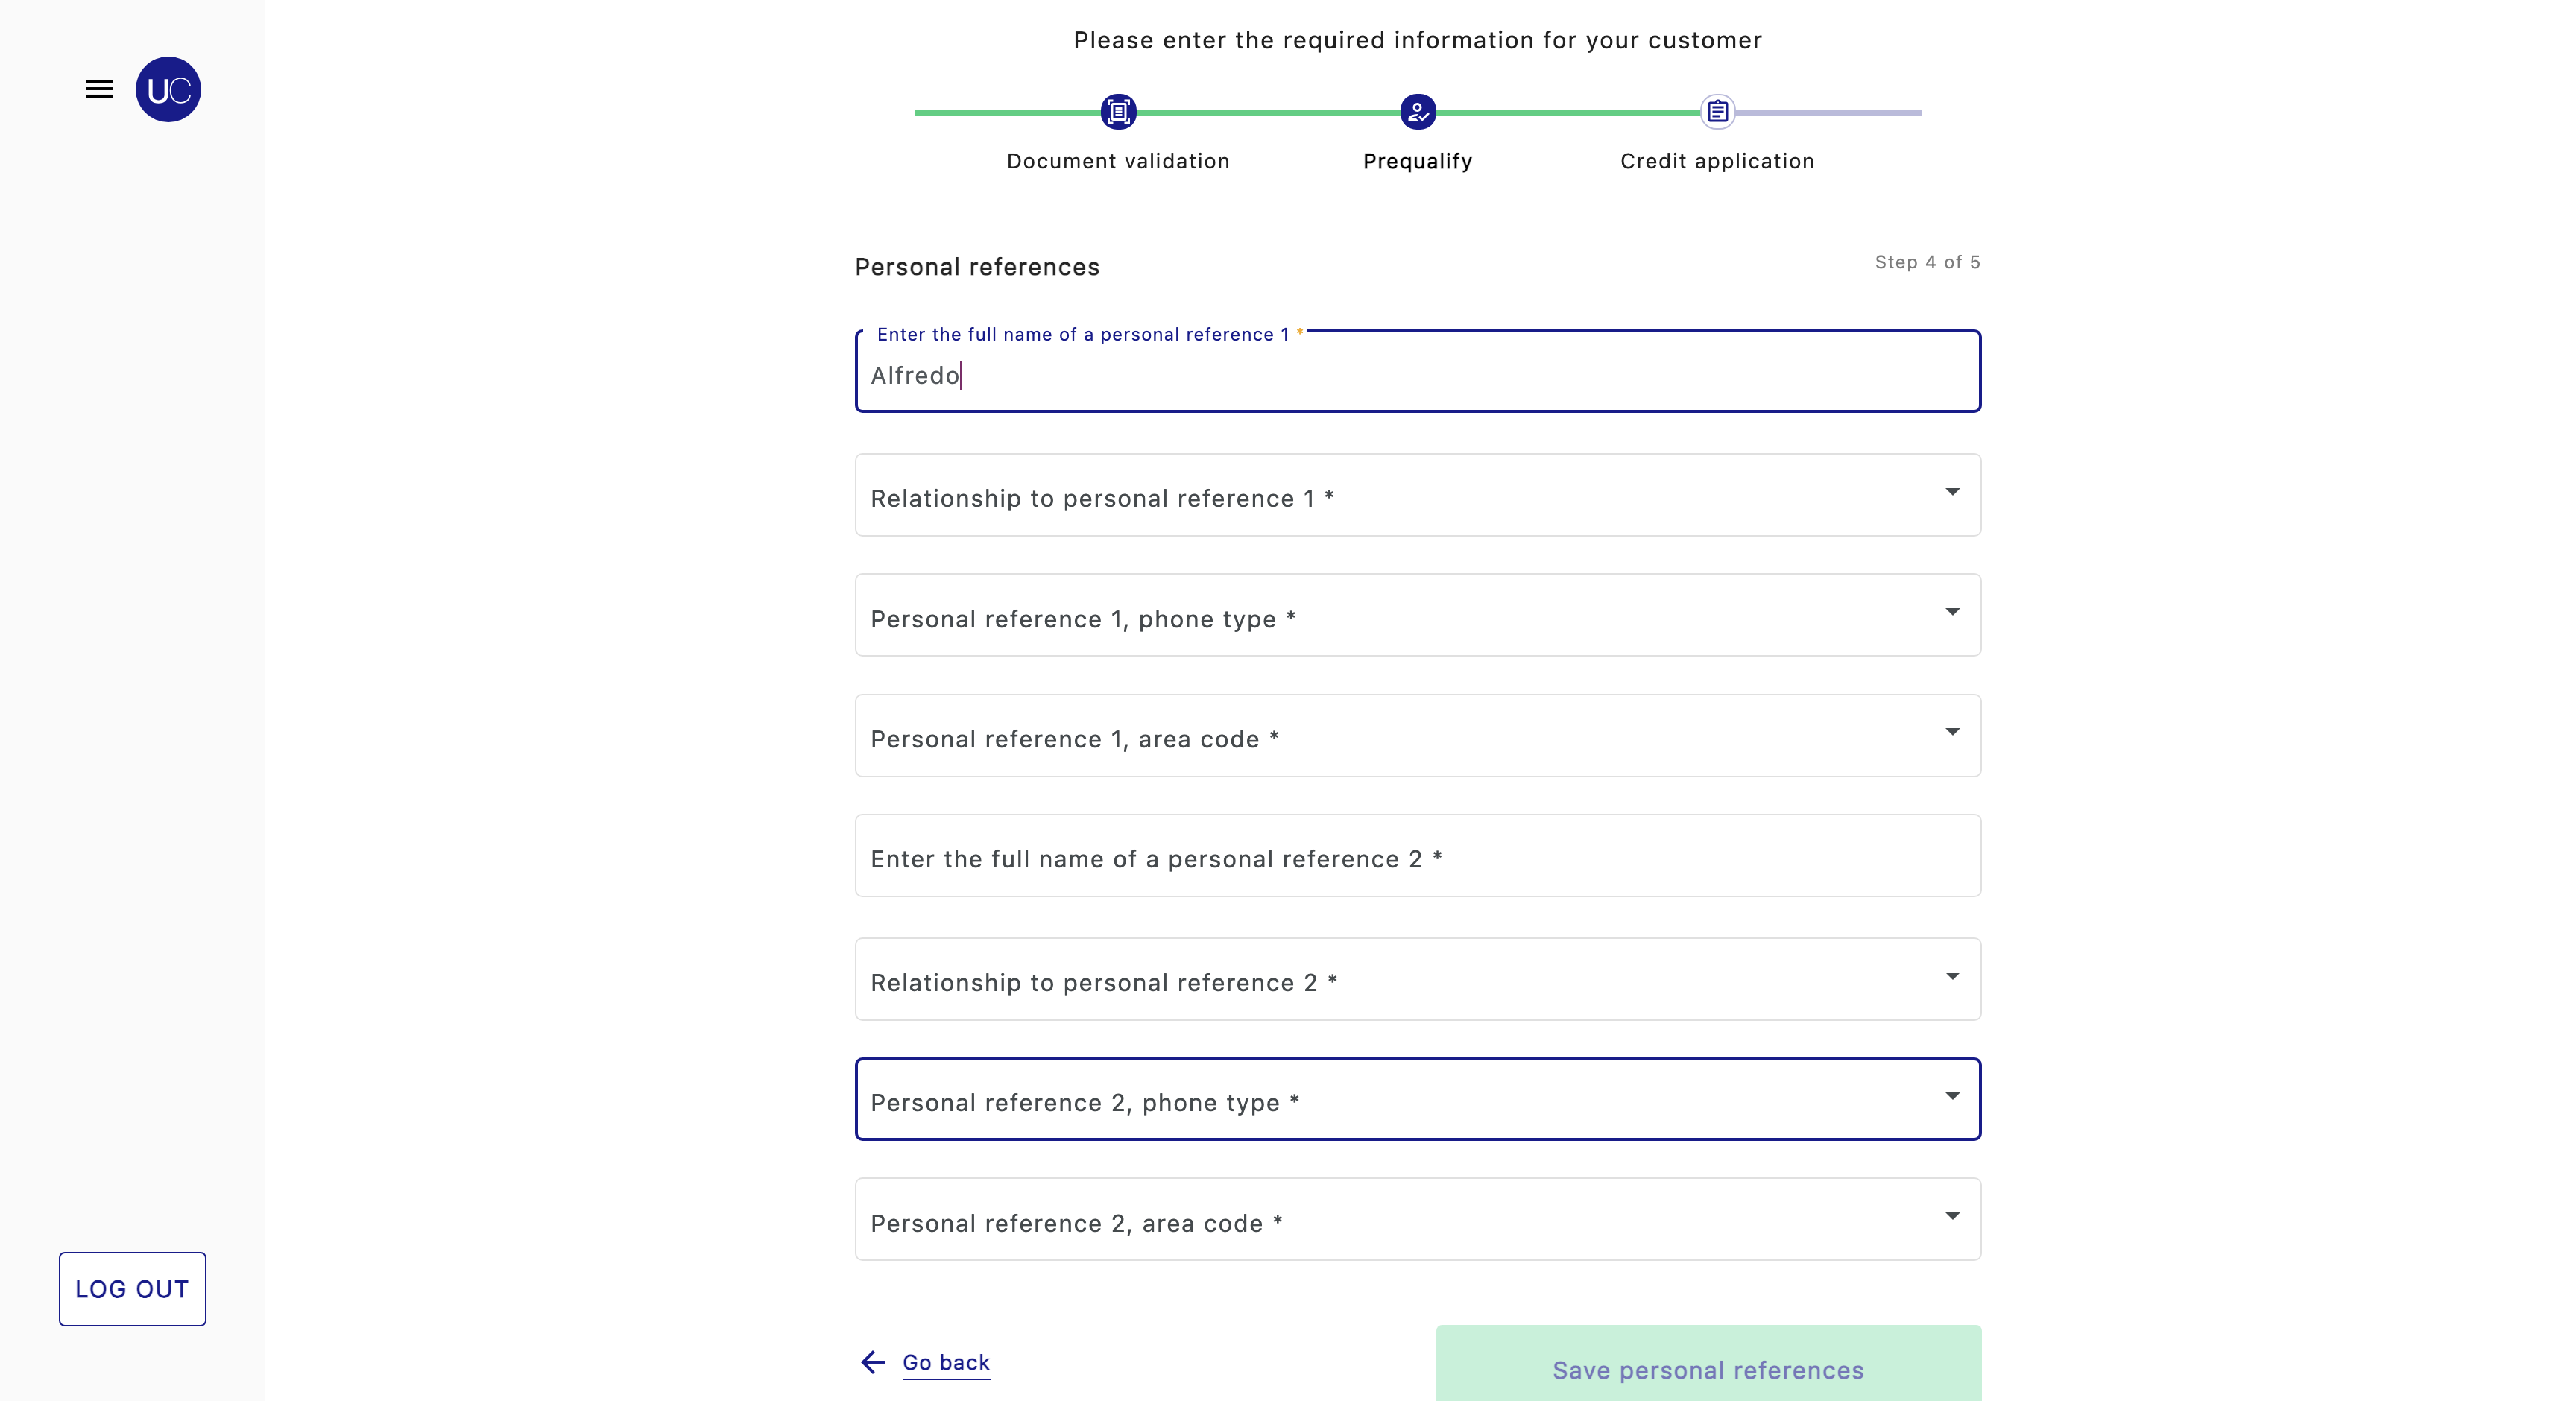 Please enter the required information for your customer
UC
Document validation
Prequalify
Credit application
Personal references
Step 4 of 5
Enter the full name of a personal reference 1 *
Alfredo
Relationship to personal reference 1 *
Personal reference 1, phone type *
Personal reference 1, area code *
Enter the full name of a personal reference 2 *
Relationship to personal reference 2 *
Personal reference 2, phone type *
Personal reference 2, area code *
LOG OUT
Go back
Save personal references